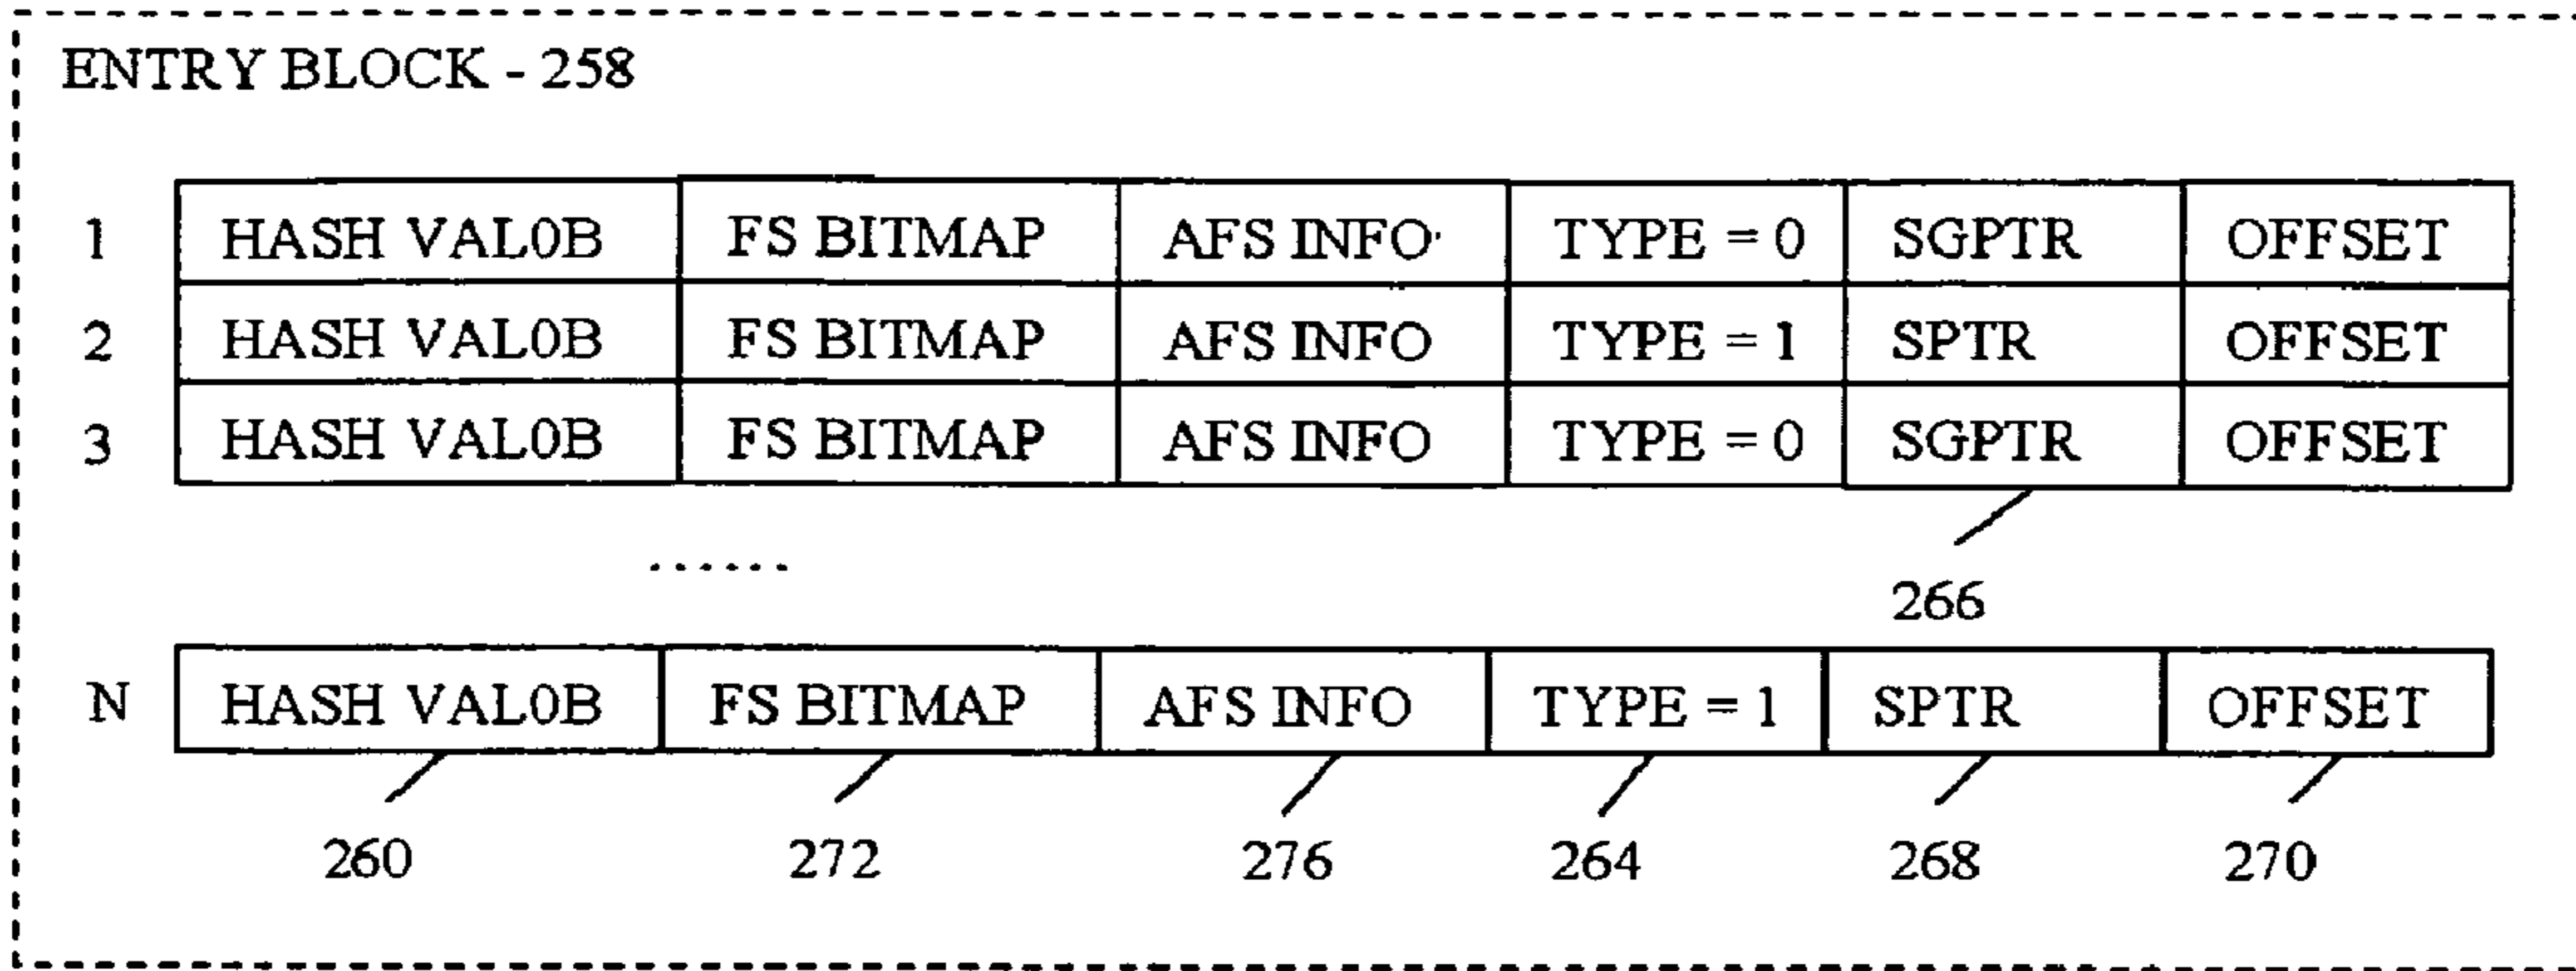 ENTRY BLOCK - 258
1 HASH VAL0B FS BITMAP AFS INFO TYPE = 0 SGPTR OFFSET
2 HASH VAL0B FS BITMAP AFS INFO TYPE = 1 SPTR OFFSET
3 HASH VAL0B FS BITMAP AFS INFO TYPE = 0 SGPTR OFFSET
......
266
N HASH VAL0B FS BITMAP AFS INFO TYPE = 1 SPTR OFFSET
260 272 276 264 268 270